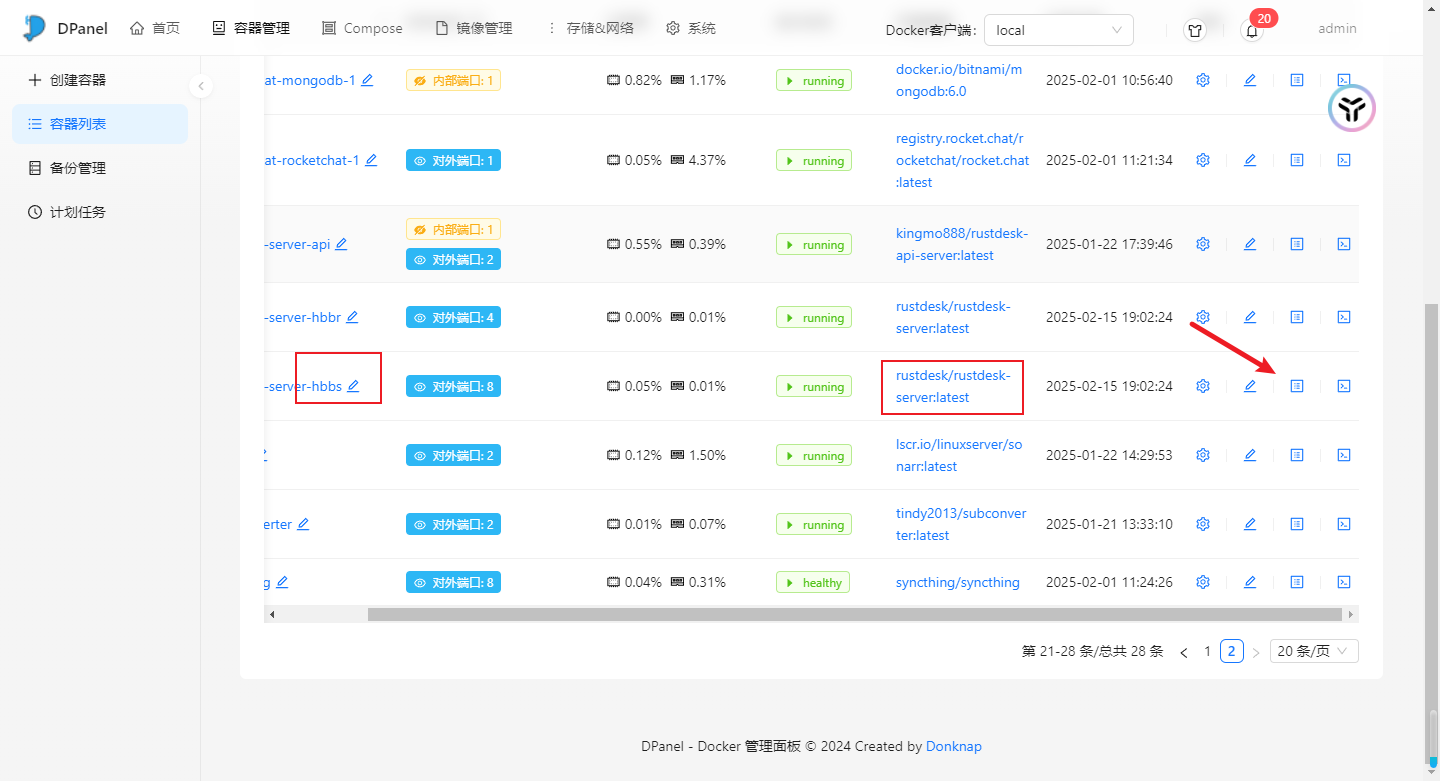 DPanel 首页 容器管理 Compose 镜像管理 存储&网络 系统 Docker客户端: local 20 admin
创建容器
容器列表
备份管理
计划任务
at-mongodb-1 内部端口: 1 0.82% 1.17% running docker.io/bitnami/m 2025-02-01 10:56:40
ongodb:6.0
at-rocketchat-1 对外端口: 1 0.05% 4.37% running registry.rocket.chat/r 2025-02-01 11:21:34
ocketchat/rocket.chat
:latest
-server-api 内部端口: 1 0.55% 0.39% running kingmo888/rustdesk- 2025-01-22 17:39:46
对外端口: 2 api-server:latest
-server-hbbr 对外端口: 4 0.00% 0.01% running rustdesk/rustdesk- 2025-02-15 19:02:24
server:latest
-server-hbbs 对外端口: 8 0.05% 0.01% running rustdesk/rustdesk- 2025-02-15 19:02:24
server:latest
对外端口: 2 0.12% 1.50% running lscr.io/linuxserver/so 2025-01-22 14:29:53
narr:latest
erter 对外端口: 2 0.01% 0.07% running tindy2013/subconver 2025-01-21 13:33:10
ter:latest
g 对外端口: 8 0.04% 0.31% healthy syncthing/syncthing 2025-02-01 11:24:26
第 21-28 条/总共 28 条 1 2 20 条/页
DPanel - Docker 管理面板 © 2024 Created by Donknap